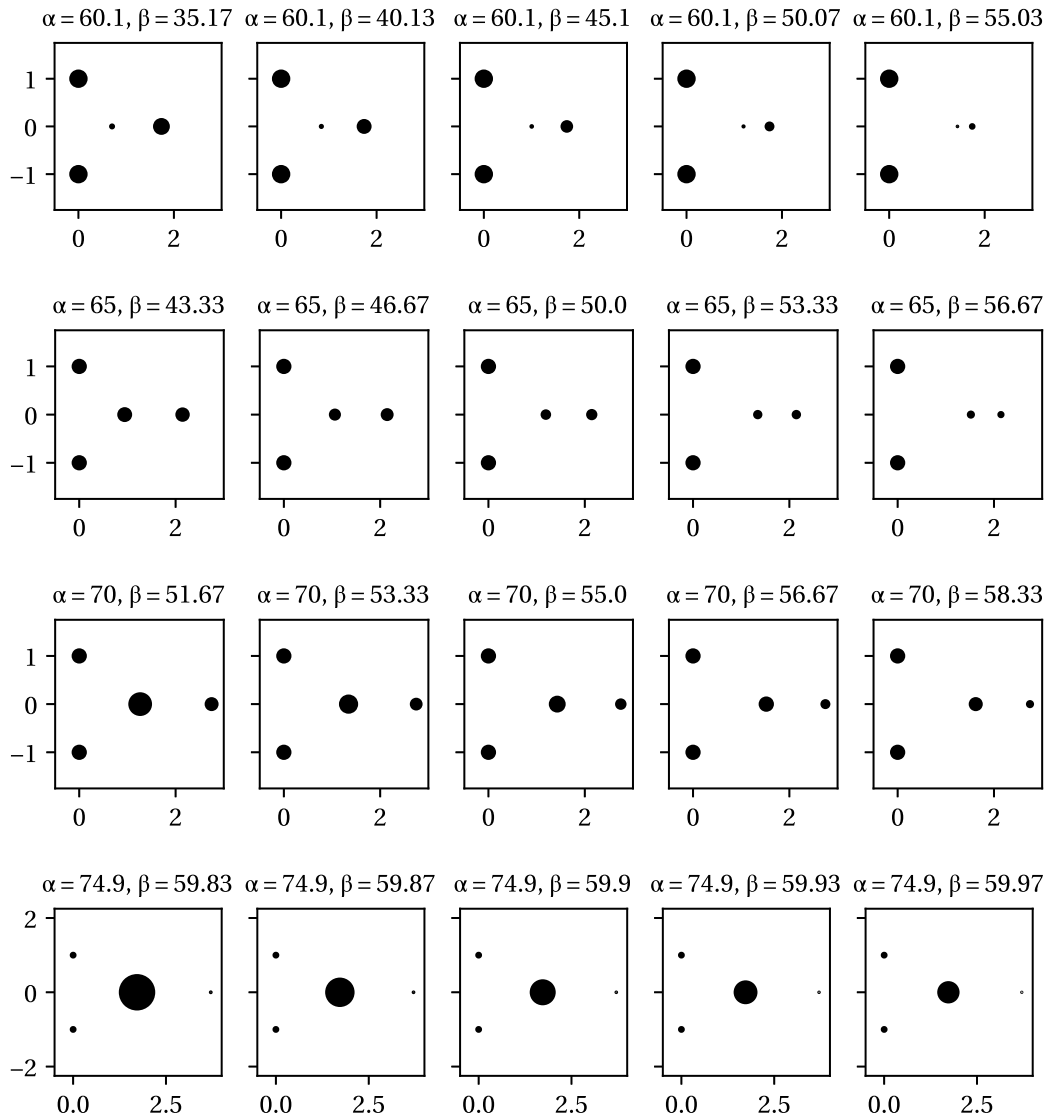 α = 60.1, β = 35.17 α = 60.1, β = 40.13 α = 60.1, β = 45.1 α = 60.1, β = 50.07 α = 60.1, β = 55.03
1
0
−1
0 2 0 2 0 2 0 2 0 2
α = 65, β = 43.33 α = 65, β = 46.67 α = 65, β = 50.0 α = 65, β = 53.33 α = 65, β = 56.67
1
0
−1
0 2 0 2 0 2 0 2 0 2
α = 70, β = 51.67 α = 70, β = 53.33 α = 70, β = 55.0 α = 70, β = 56.67 α = 70, β = 58.33
1
0
−1
0 2 0 2 0 2 0 2 0 2
α = 74.9, β = 59.83 α = 74.9, β = 59.87 α = 74.9, β = 59.9 α = 74.9, β = 59.93 α = 74.9, β = 59.97
2
0
−2
0.0 2.5 0.0 2.5 0.0 2.5 0.0 2.5 0.0 2.5